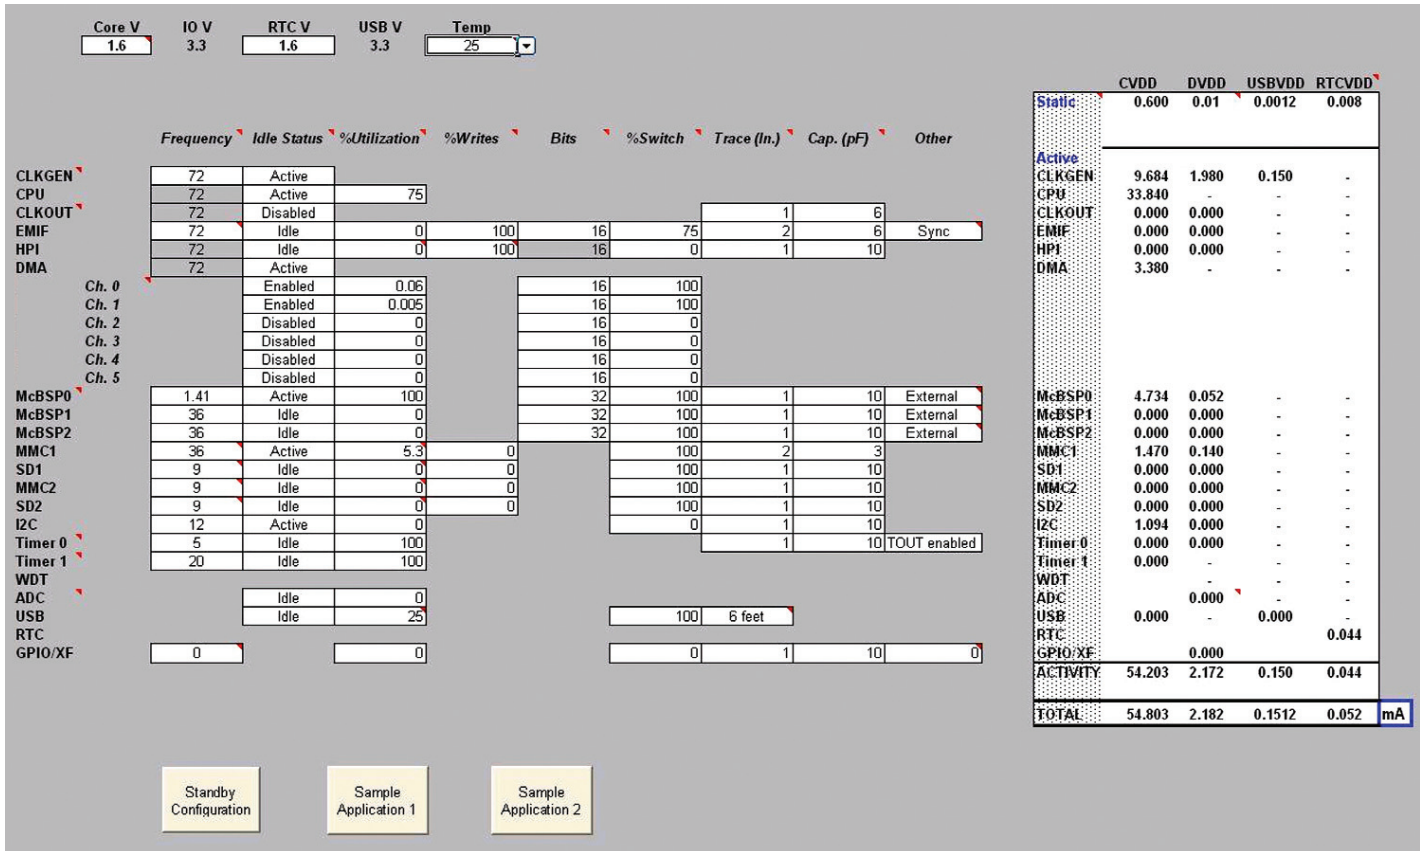 Core V IO V RTC V USB V Temp
1.6 3.3 1.6 3.3 25
CVDD DVDD USBVDD RTCVDD
Static 0.600 0.01 0.0012 0.008
Frequency Idle Status %Utilization %Writes Bits %Switch Trace (In.) Cap. (pF) Other
Active
CLKGEN 72 Active CLKGEN 9.684 1.980 0.150 -
CPU 72 Active 75 CPU 33.840 - - -
CLKOUT 72 Disabled 1 6 CLKOUT 0.000 0.000 - -
EMIF 72 Idle 0 100 16 75 2 6 Sync EMIF 0.000 0.000 - -
HPI 72 Idle 0 100 16 0 1 10 HPI 0.000 0.000 - -
DMA 72 Active DMA 3.380 - - -
Ch. 0 Enabled 0.06 16 100
Ch. 1 Enabled 0.005 16 100
Ch. 2 Disabled 0 16 0
Ch. 3 Disabled 0 16 0
Ch. 4 Disabled 0 16 0
Ch. 5 Disabled 0 16 0
McBSP0 1.41 Active 100 32 100 1 10 External McBSP0 4.734 0.052 - -
McBSP1 36 Idle 0 32 100 1 10 External McBSP1 0.000 0.000 - -
McBSP2 36 Idle 0 32 100 1 10 External McBSP2 0.000 0.000 - -
MMC1 36 Active 5.3 0 100 2 3 MMC1 1.470 0.140 - -
SD1 9 Idle 0 0 100 1 10 SD1 0.000 0.000 - -
MMC2 9 Idle 0 0 100 1 10 MMC2 0.000 0.000 - -
SD2 9 Idle 0 0 100 1 10 SD2 0.000 0.000 - -
I2C 12 Active 0 0 1 10 I2C 1.094 0.000 - -
Timer 0 5 Idle 100 1 10 TOUT enabled Timer 0 0.000 0.000 - -
Timer 1 20 Idle 100 Timer 1 0.000 - - -
WDT WDT - - -
ADC Idle 0 ADC 0.000 - -
USB Idle 25 100 6 feet USB 0.000 - 0.000 -
RTC RTC 0.044
GPIO/XF 0 0 0 1 10 0 GPIO/XF 0.000
ACTIVITY 54.203 2.172 0.150 0.044
TOTAL 54.803 2.182 0.1512 0.052 mA
Standby Configuration
Sample Application 1
Sample Application 2